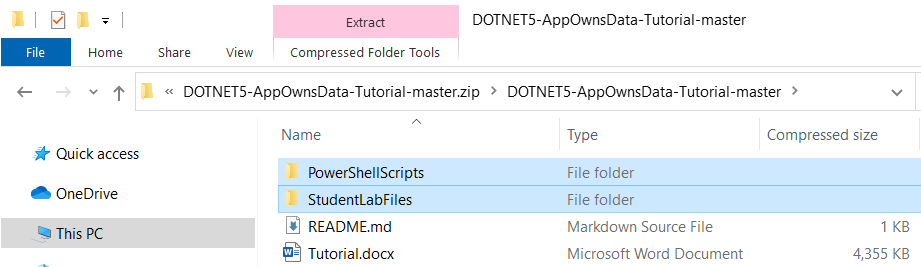 Extract
DOTNET5-AppOwnsData-Tutorial-master
File
Home
Share
View
Compressed Folder Tools
« DOTNET5-AppOwnsData-Tutorial-master.zip > DOTNET5-AppOwnsData-Tutorial-master >
Name
Type
Compressed size
Quick access
OneDrive
This PC
PowerShellScripts
File folder
StudentLabFiles
File folder
README.md
Markdown Source File
1 KB
Tutorial.docx
Microsoft Word Document
4,355 KB